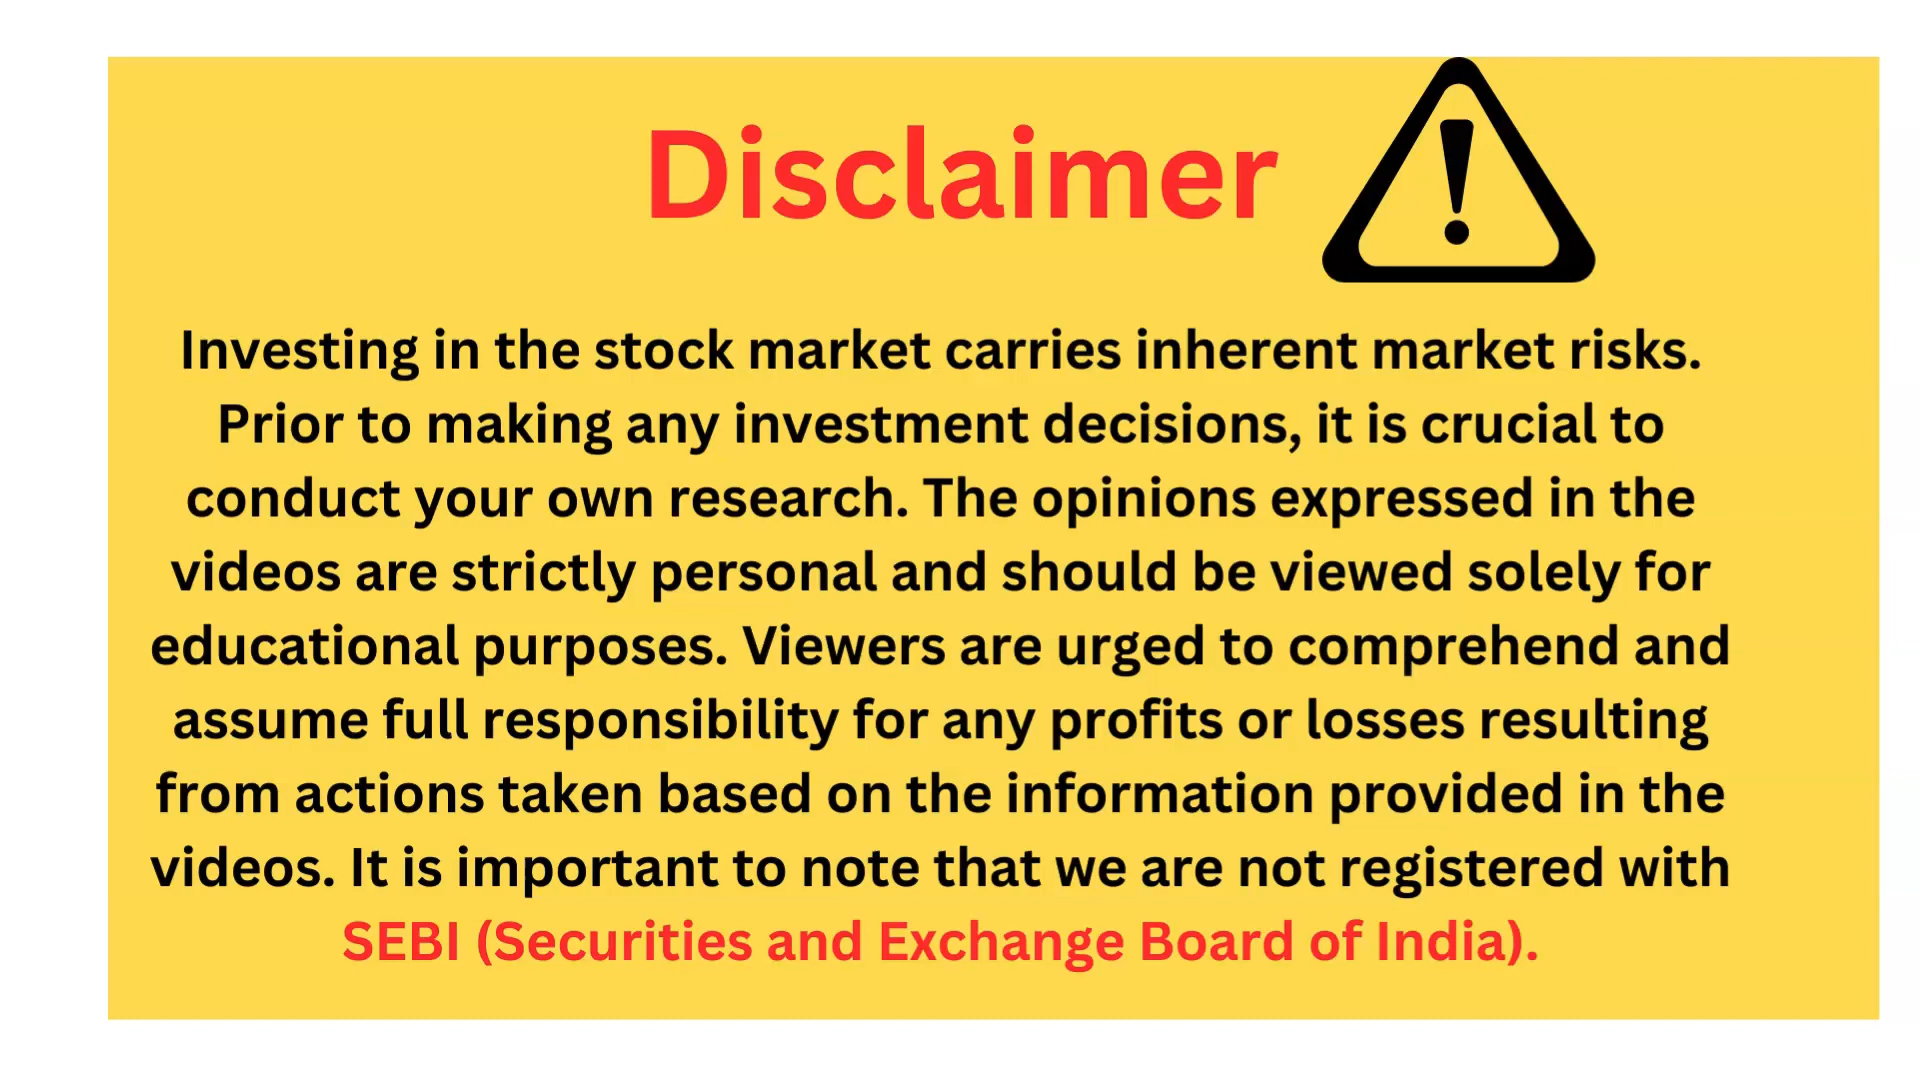 Disclaimer
Investing in the stock market carries inherent market risks.
Prior to making any investment decisions, it is crucial to
conduct your own research. The opinions expressed in the
videos are strictly personal and should be viewed solely for
educational purposes. Viewers are urged to comprehend and
assume full responsibility for any profits or losses resulting
from actions taken based on the information provided in the
videos. It is important to note that we are not registered with
SEBI (Securities and Exchange Board of India).